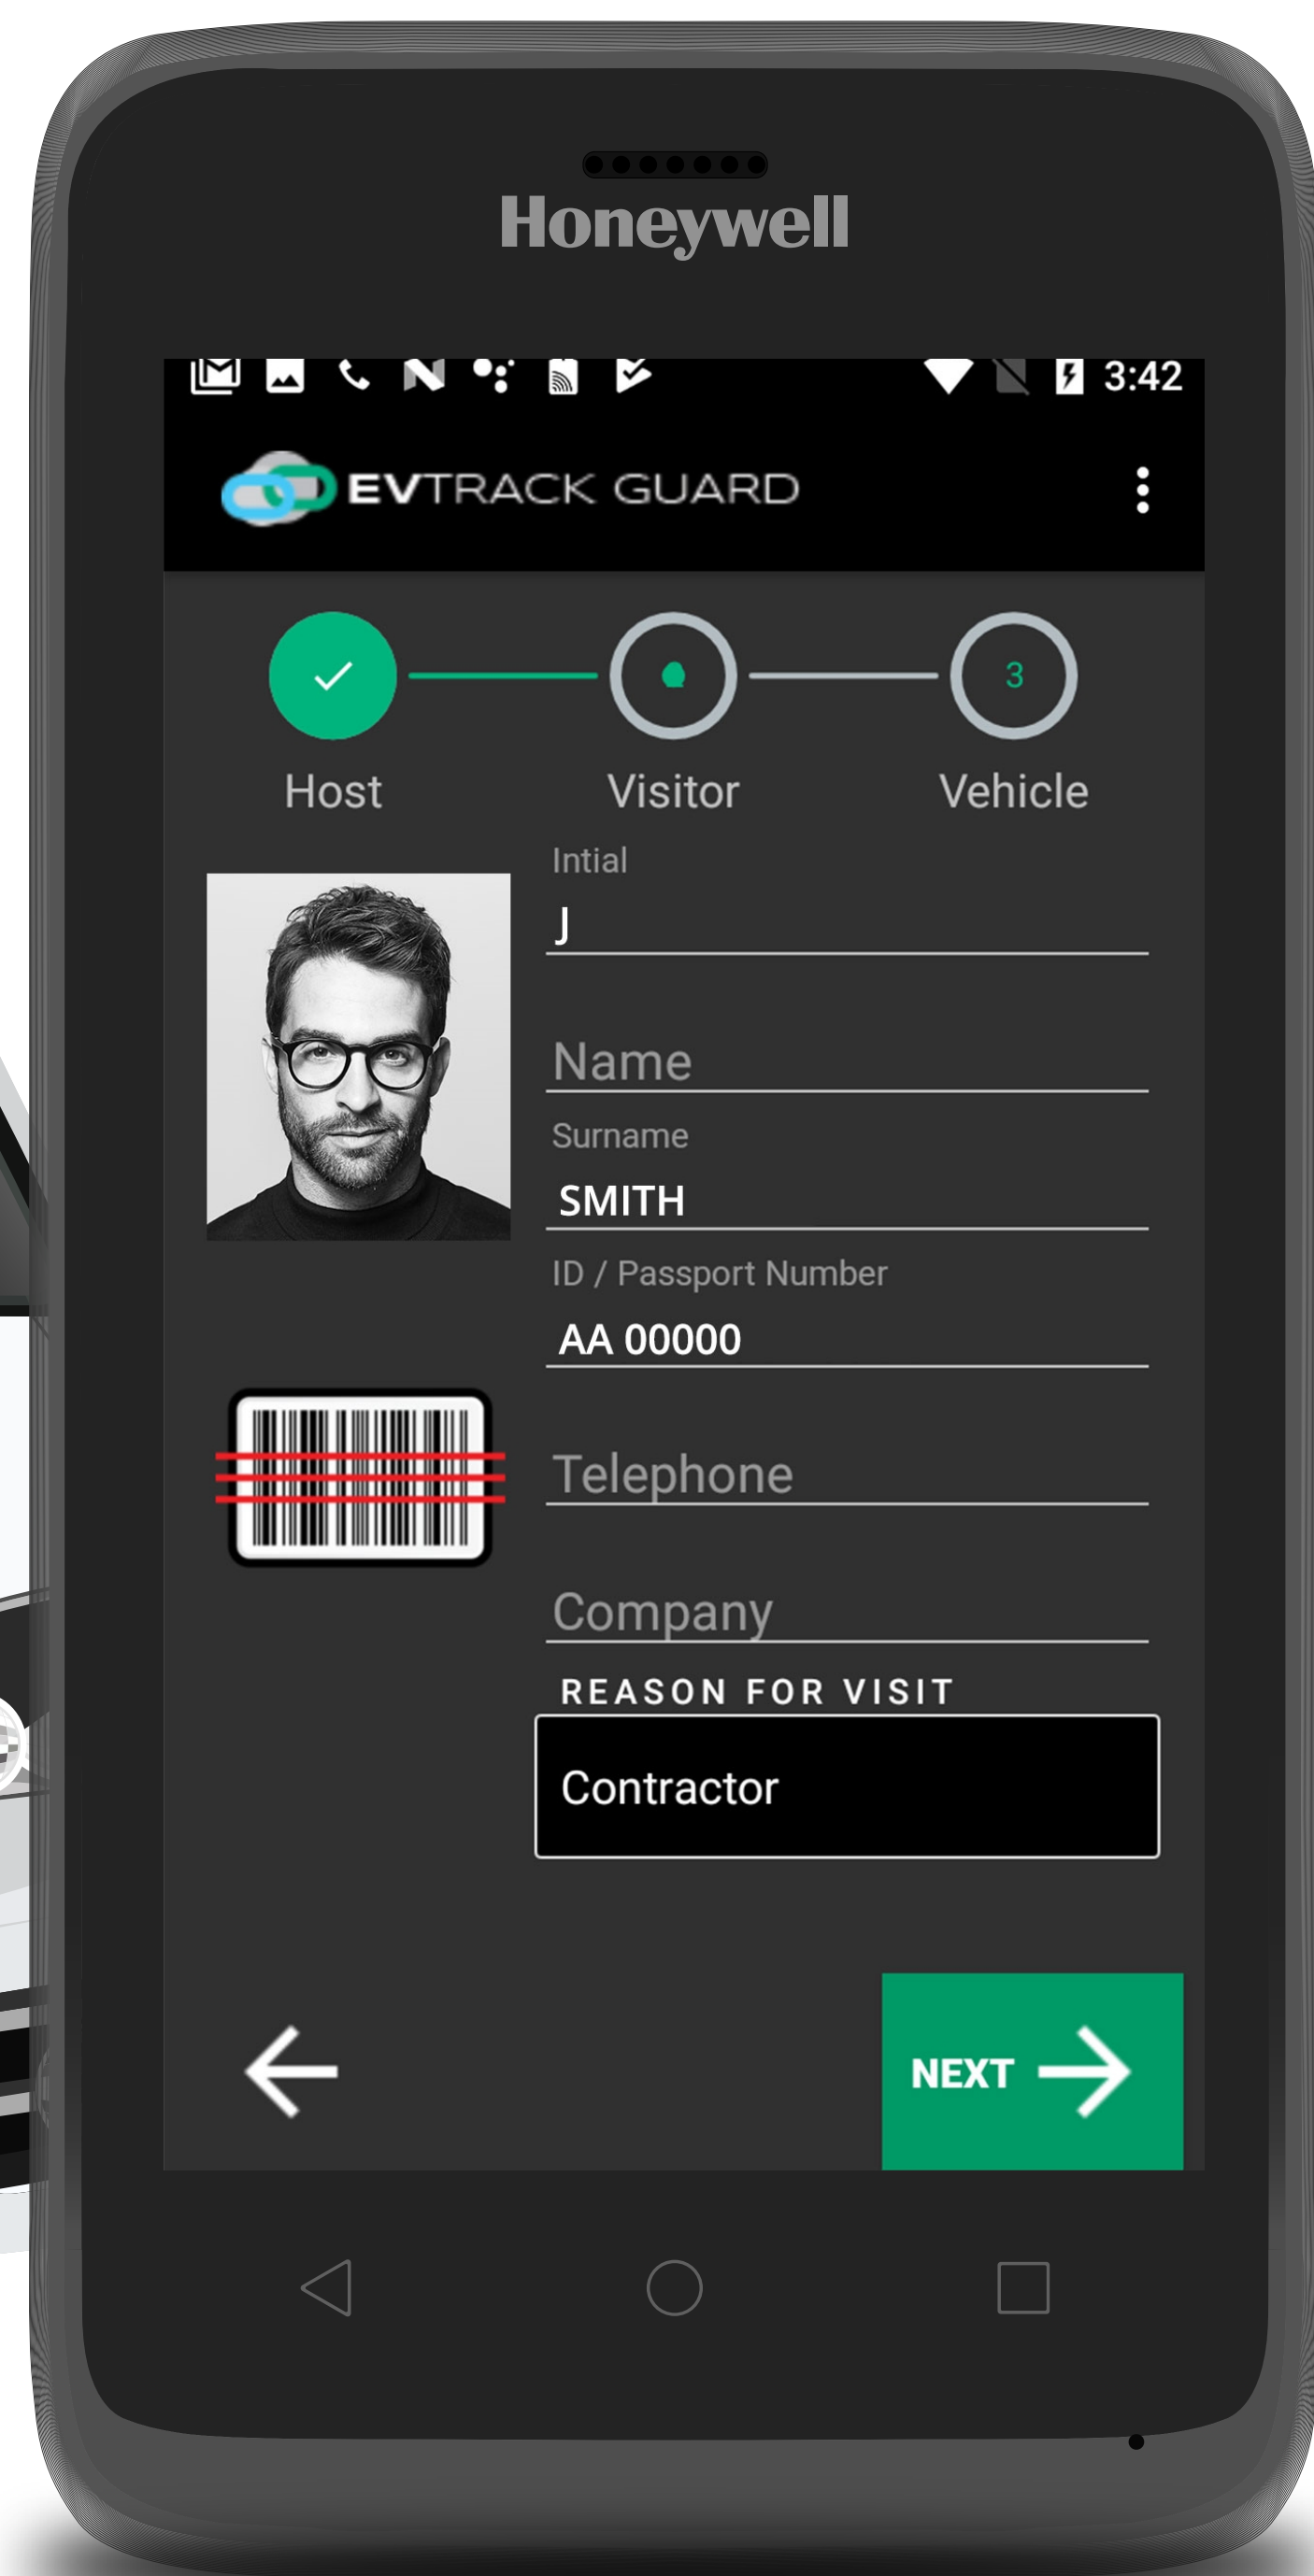 Honeywell
3:42
EVTRACK GUARD
3
Host
Visitor
Vehicle
Intial
J
Name
Surname
SMITH
ID / Passport Number
AA 00000
Telephone
Company
REASON FOR VISIT
Contractor
NEXT